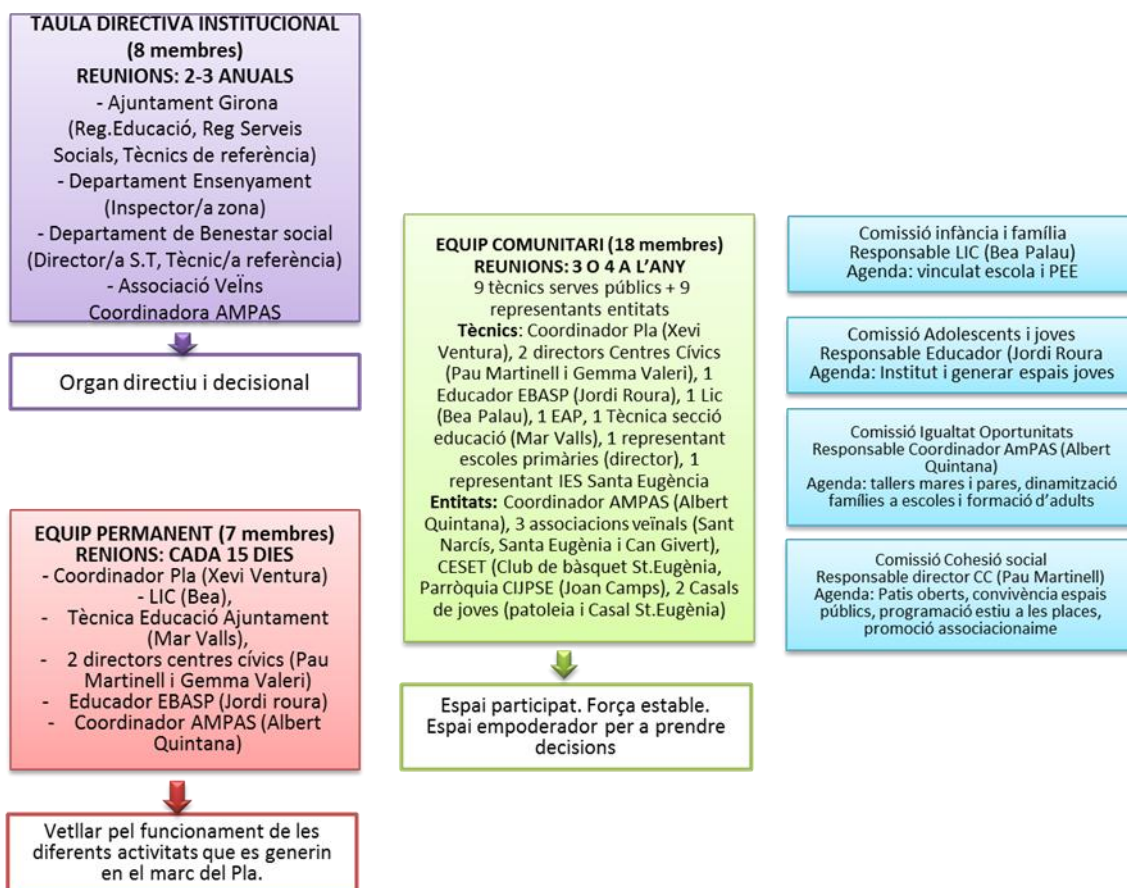 TAULA DIRECTIVA INSTITUCIONAL
(8 membres)
REUNIONS: 2-3 ANUALS
- Ajuntament Girona
(Reg.Educació, Reg Serveis
Socials, Tècnics de referència)
- Departament Ensenyament
(Inspector/a zona)
- Departament de Benestar social
(Director/a S.T, Tècnic/a referència)
- Associació VeÏns
Coordinadora AMPAS
Organ directiu i decisional
EQUIP PERMANENT (7 membres)
RENIONS: CADA 15 DIES
- Coordinador Pla (Xevi Ventura)
- LIC (Bea),
- Tècnica Educació Ajuntament
(Mar Valls),
- 2 directors centres cívics (Pau
Martinell i Gemma Valeri)
- Educador EBASP (Jordi roura)
- Coordinador AMPAS (Albert
Quintana)
Vetllar pel funcionament de les
diferents activitats que es generin
en el marc del Pla.
EQUIP COMUNITARI (18 membres)
REUNIONS: 3 O 4 A L'ANY
9 tècnics serves públics + 9
representants entitats
Tècnics: Coordinador Pla (Xevi
Ventura), 2 directors Centres Cívics
(Pau Martinell i Gemma Valeri), 1
Educador EBASP (Jordi Roura), 1 Lic
(Bea Palau), 1 EAP, 1 Tècnica secció
educació (Mar Valls), 1 representant
escoles primàries (director), 1
representant IES Santa Eugència
Entitats: Coordinador AMPAS (Albert
Quintana), 3 associacions veïnals (Sant
Narcís, Santa Eugènia i Can Givert),
CESET (Club de bàsquet St.Eugènia,
Parròquia CIJPSE (Joan Camps), 2 Casals
de joves (patoleia i Casal St.Eugènia)
Espai participat. Força estable.
Espai empoderador per a prendre
decisions
Comissió infància i família
Responsable LIC (Bea Palau)
Agenda: vinculat escola i PEE
Comissió Adolescents i joves
Responsable Educador (Jordi Roura
Agenda: Institut i generar espais joves
Comissió Igualtat Oportunitats
Responsable Coordinador AmPAS (Albert
Quintana)
Agenda: tallers mares i pares, dinamització
famílies a escoles i formació d'adults
Comissió Cohesió social
Responsable director CC (Pau Martinell)
Agenda: Patis oberts, convivència espais
públics, programació estiu a les places,
promoció associacionaime